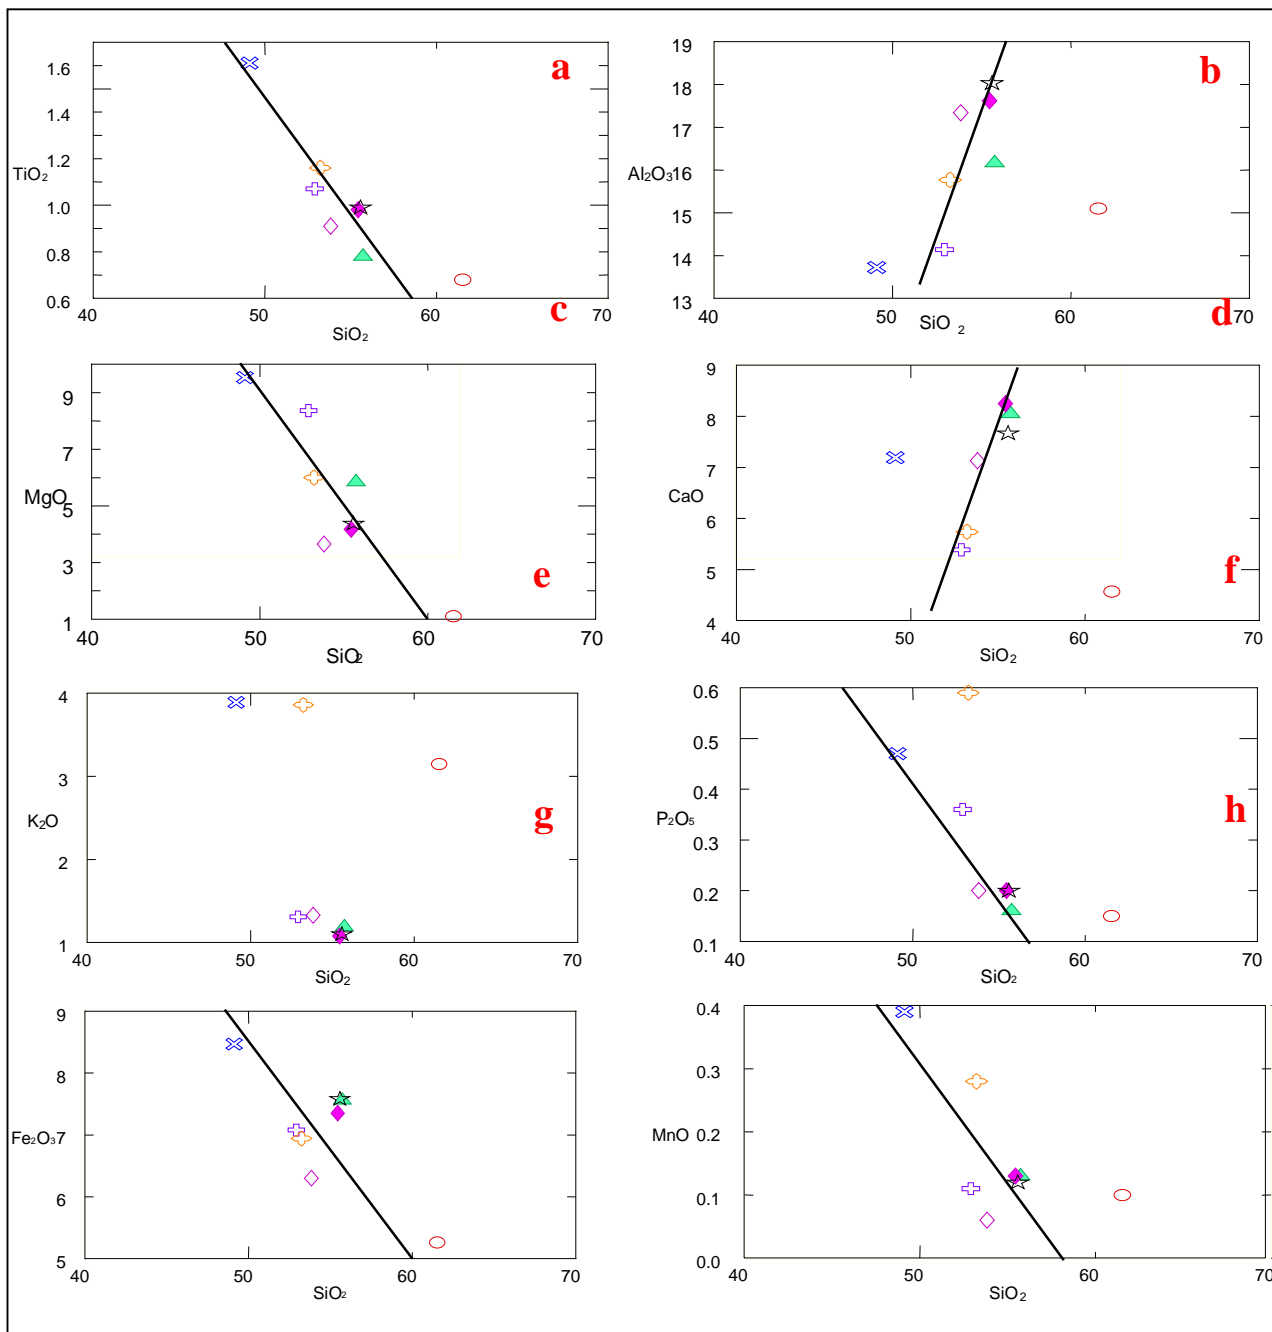 1.6
1.4
1.2
1.0
0.8
0.6
TiO2
40 50 60 70
SiO2
a
19
18
17
16
15
14
13
Al2O3
40 50 60 70
SiO 2
b
c
d
9
7
5
3
1
MgO
40 50 60 70
SiO2
e
9
8
7
6
5
4
CaO
40 50 60 70
SiO2
f
4
3
2
1
K2O
40 50 60 70
SiO2
g
0.6
0.5
0.4
0.3
0.2
0.1
P2O5
40 50 60 70
SiO2
h
9
8
7
6
5
Fe2O3
40 50 60 70
SiO2
0.4
0.3
0.2
0.1
0.0
MnO
40 50 60 70
SiO2